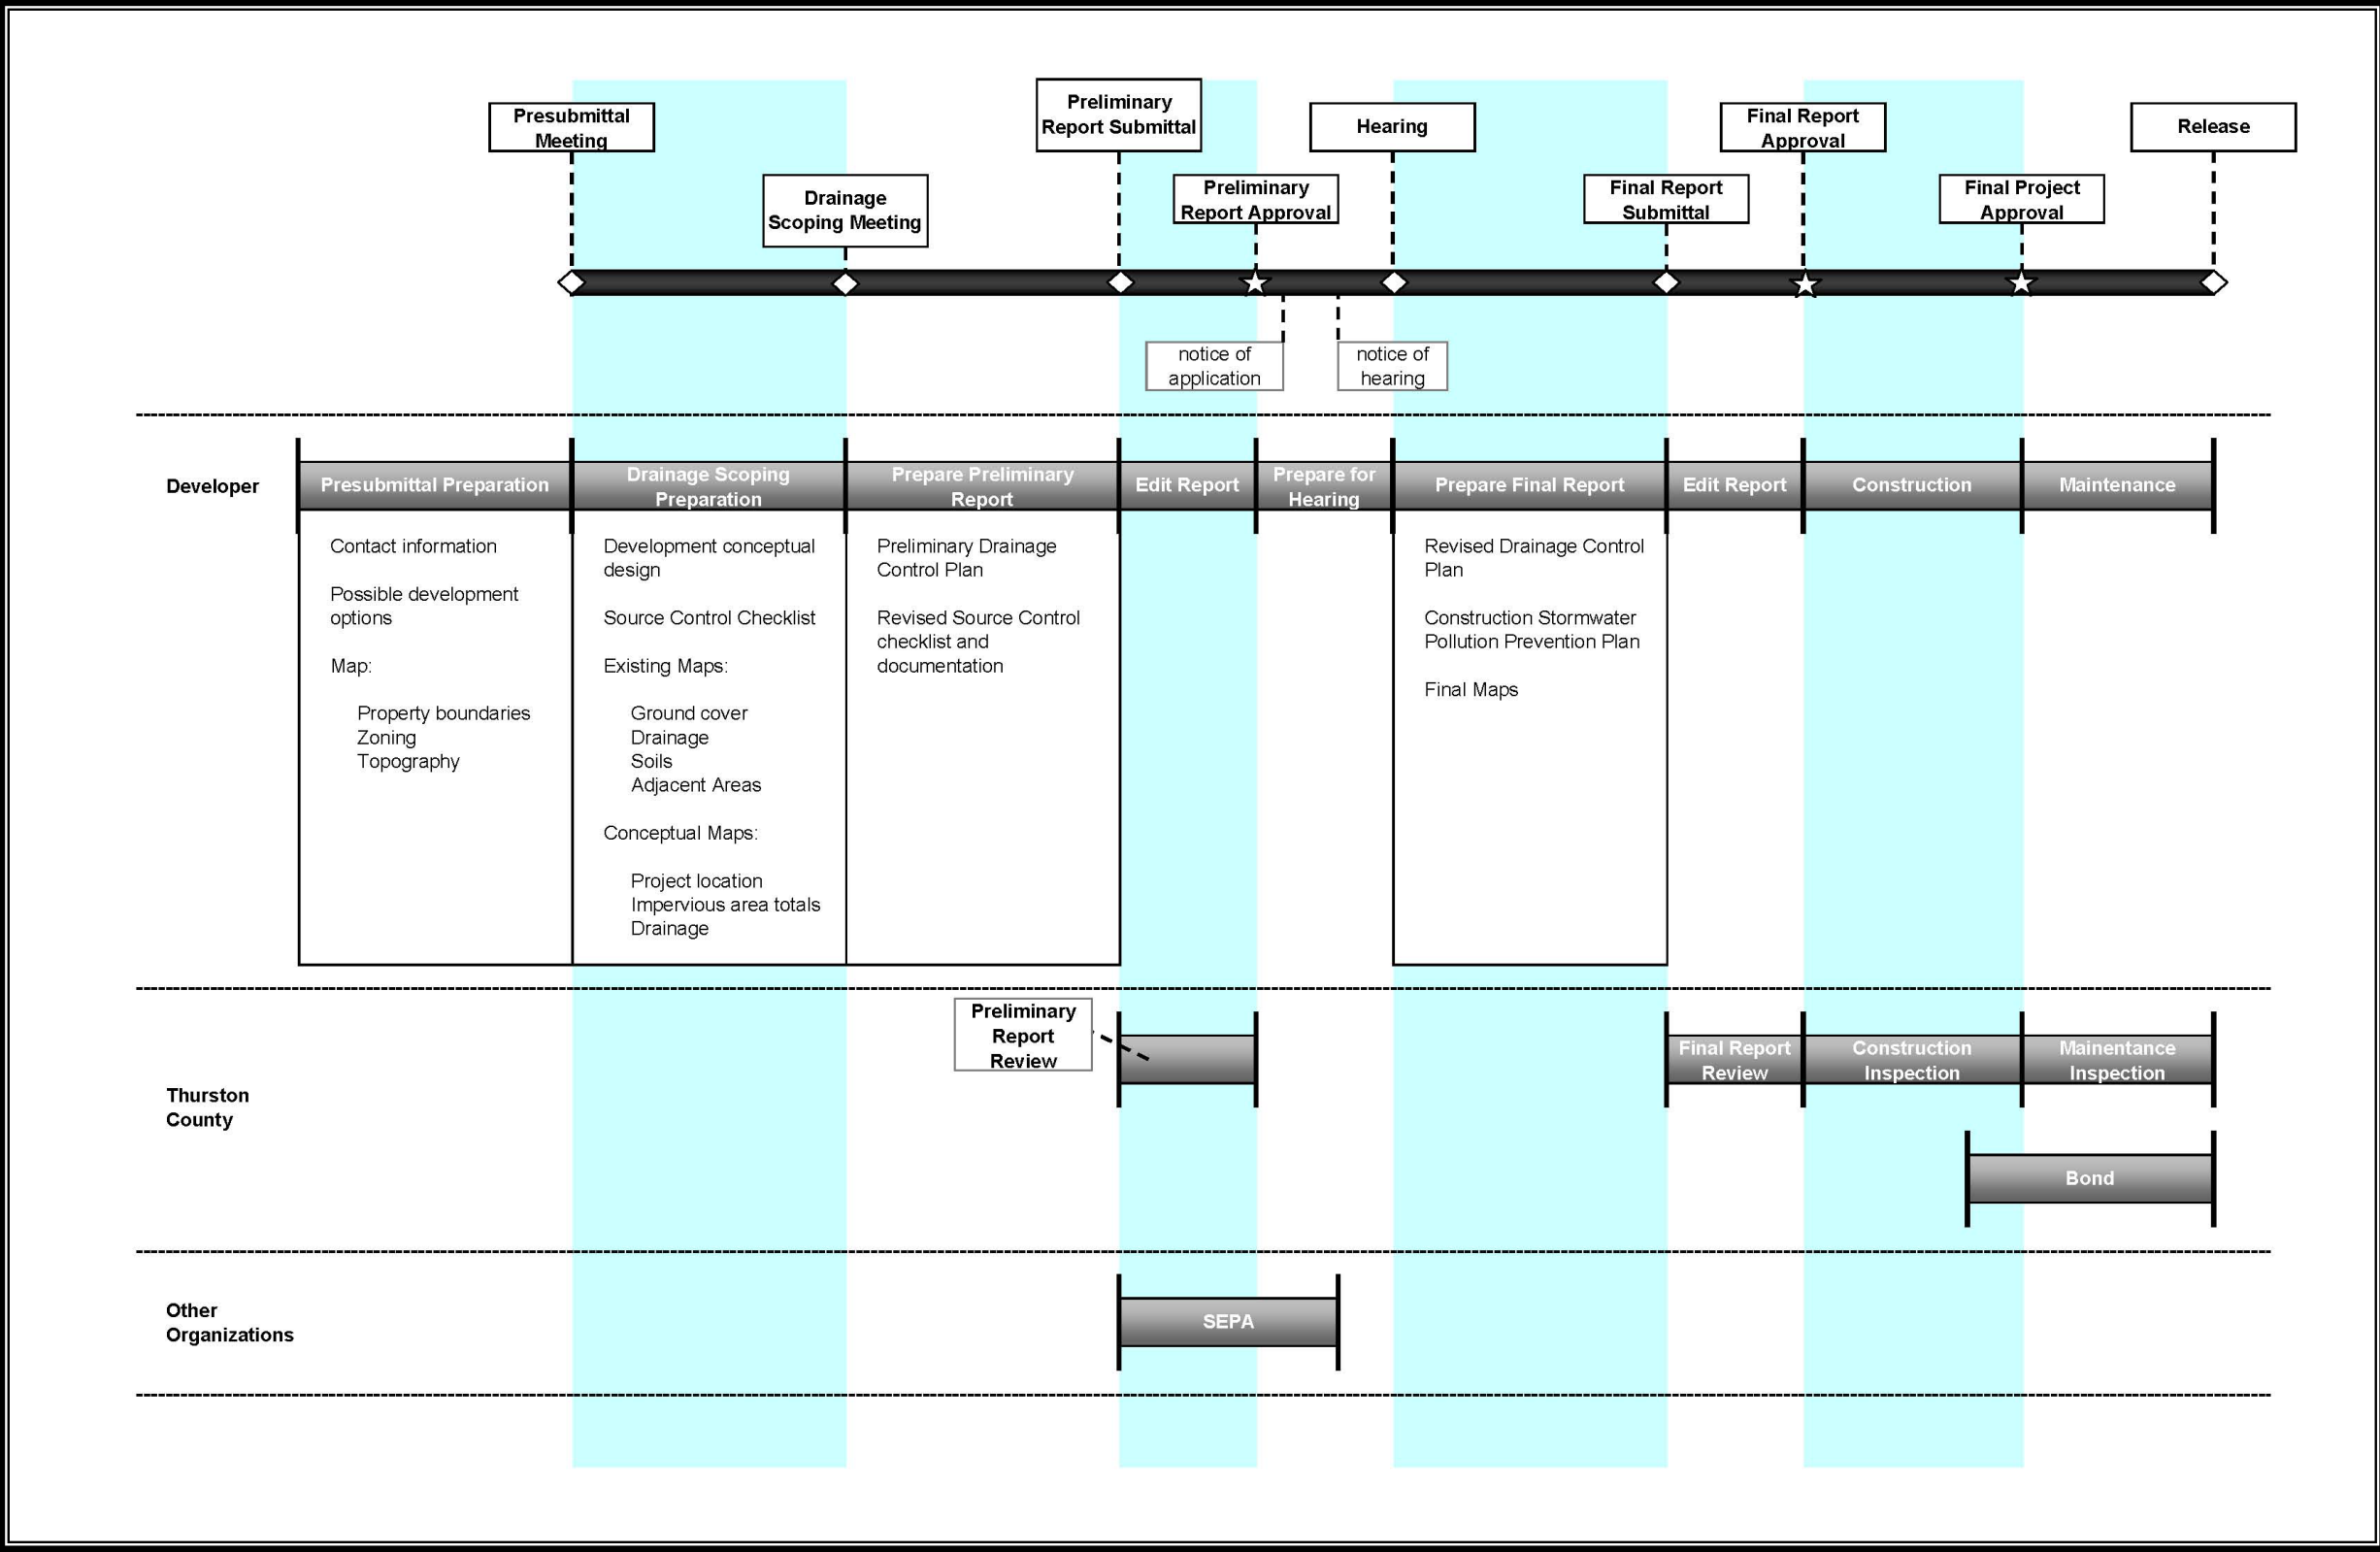 Presubmittal
Meeting
Preliminary
Report Submittal
Hearing
Final Report
Approval
Release
Drainage
Scoping Meeting
Preliminary
Report Approval
Final Report
Submittal
Final Project
Approval
notice of
application
notice of
hearing
Developer
Presubmittal Preparation
Drainage Scoping
Preparation
Prepare Preliminary
Report
Edit Report
Prepare for
Hearing
Prepare Final Report
Edit Report
Construction
Maintenance
Contact information
Possible development
options
Map:
Property boundaries
Zoning
Topography
Development conceptual
design
Source Control Checklist
Existing Maps:
Ground cover
Drainage
Soils
Adjacent Areas
Conceptual Maps:
Project location
Impervious area totals
Drainage
Preliminary Drainage
Control Plan
Revised Source Control
checklist and
documentation
Revised Drainage Control
Plan
Construction Stormwater
Pollution Prevention Plan
Final Maps
Thurston
County
Preliminary
Report
Review
Final Report
Review
Construction
Inspection
Mainentance
Inspection
Bond
Other
Organizations
SEPA